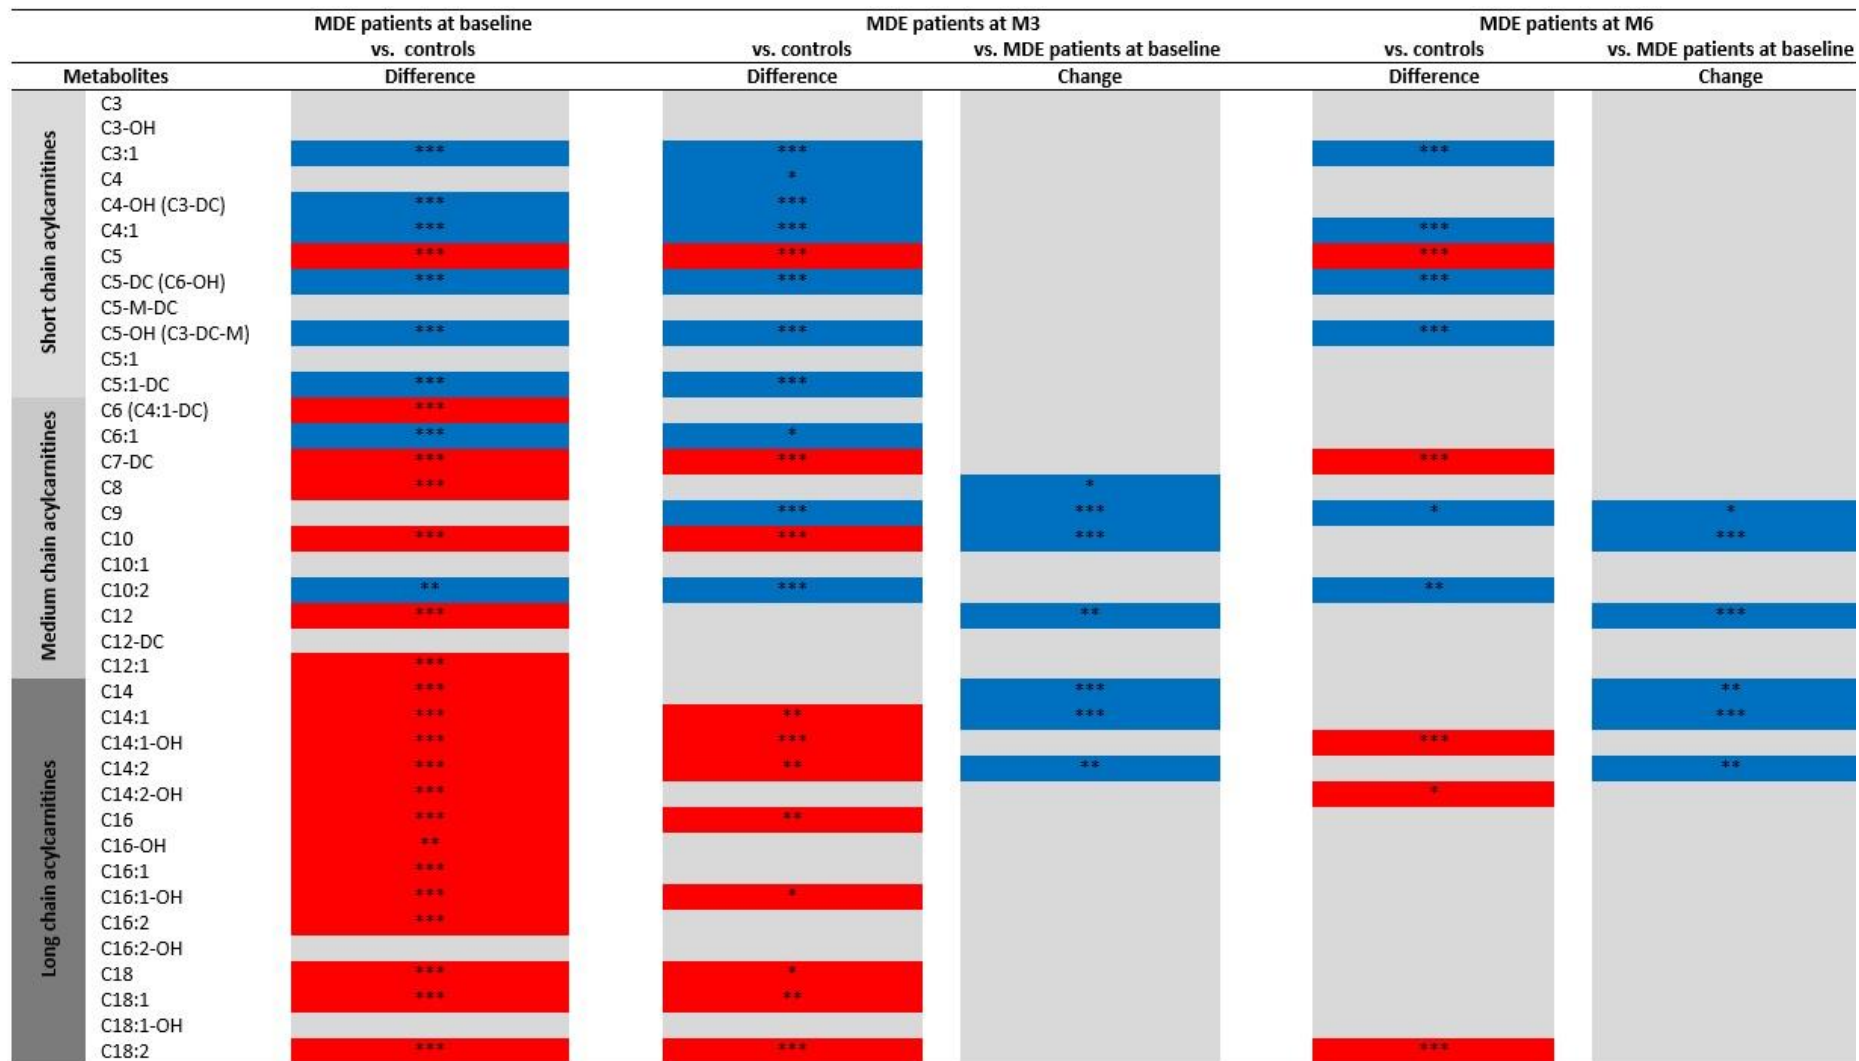 MDE patients at baseline MDE patients at M3 MDE patients at M6
vs. controls vs. controls vs. MDE patients at baseline vs. controls vs. MDE patients at baseline
Metabolites Difference Difference Change Difference Change
Short chain acylcarnitines
C3
C3-OH
C3:1 *** *** ***
C4 *
C4-OH (C3-DC) *** ***
C4:1 *** *** ***
C5 *** *** ***
C5-DC (C6-OH) *** *** ***
C5-M-DC
C5-OH (C3-DC-M) *** *** ***
C5:1
C5:1-DC *** ***
Medium chain acylcarnitines
C6 (C4:1-DC) ***
C6:1 *** *
C7-DC *** *** ***
C8 *** *
C9 *** *** * *
C10 *** *** *** ***
C10:1
C10:2 ** *** **
C12 *** ** ***
C12-DC
C12:1 ***
Long chain acylcarnitines
C14 *** *** **
C14:1 *** ** *** ***
C14:1-OH *** *** ***
C14:2 *** ** ** **
C14:2-OH *** *
C16 *** **
C16-OH **
C16:1 ***
C16:1-OH *** *
C16:2 ***
C16:2-OH
C18 *** *
C18:1 *** **
C18:1-OH
C18:2 *** *** ***